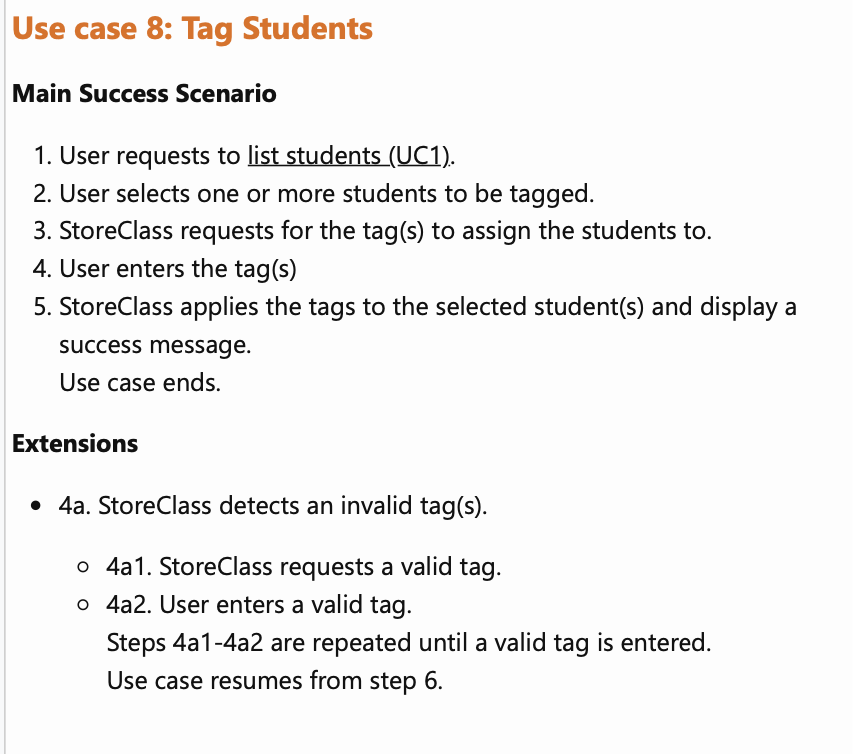 Use case 8: Tag Students
Main Success Scenario
1. User requests to list students (UC1).
2. User selects one or more students to be tagged.
3. StoreClass requests for the tag(s) to assign the students to.
4. User enters the tag(s)
5. StoreClass applies the tags to the selected student(s) and display a
success message.
Use case ends.
Extensions
• 4a. StoreClass detects an invalid tag(s).
◦ 4a1. StoreClass requests a valid tag.
◦ 4a2. User enters a valid tag.
Steps 4a1-4a2 are repeated until a valid tag is entered.
Use case resumes from step 6.